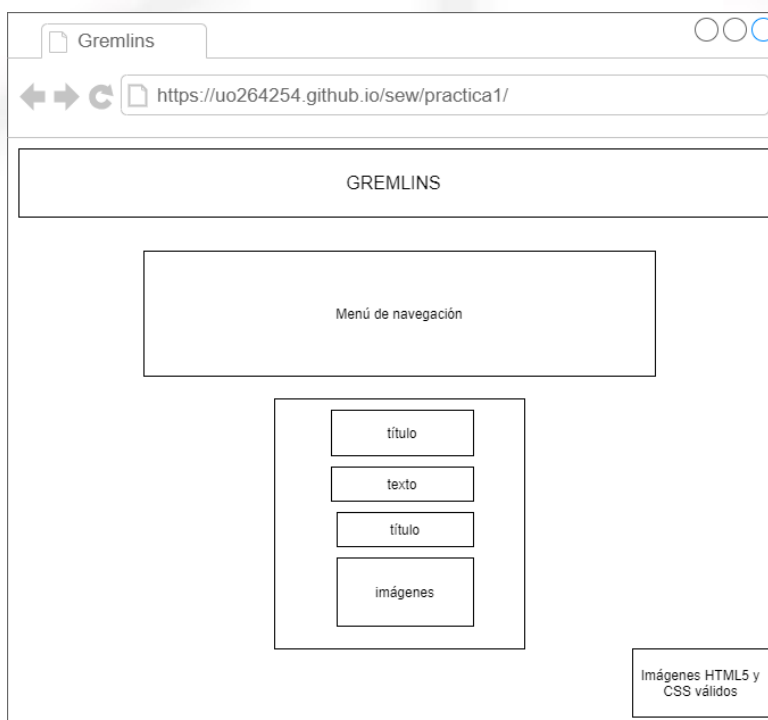 Gremlins
https://uo264254.github.io/sew/practica1/
GREMLINS
Menú de navegación
título
texto
título
imágenes
Imágenes HTML5 y
CSS válidos